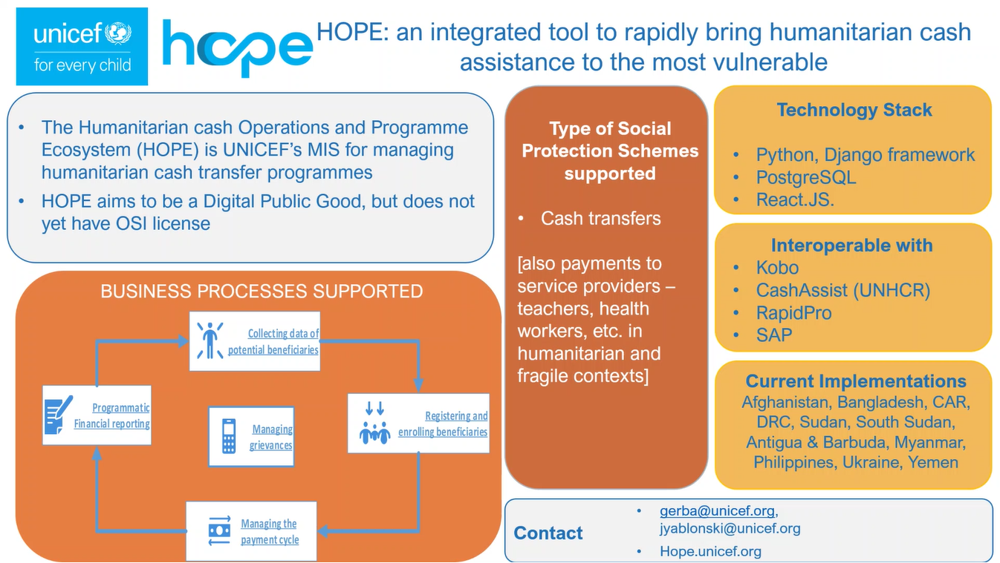 unicef
for every child
hope
HOPE: an integrated tool to rapidly bring humanitarian cash
assistance to the most vulnerable
• The Humanitarian cash Operations and Programme
Ecosystem (HOPE) is UNICEF’s MIS for managing
humanitarian cash transfer programmes
• HOPE aims to be a Digital Public Good, but does not
yet have OSI license
BUSINESS PROCESSES SUPPORTED
Collecting data of
potential beneficiaries
Registering and
enrolling beneficiaries
Managing the
payment cycle
Programmatic
Financial reporting
Managing
grievances
Type of Social
Protection Schemes
supported
• Cash transfers
[also payments to
service providers –
teachers, health
workers, etc. in
humanitarian and
fragile contexts]
Technology Stack
• Python, Django framework
• PostgreSQL
• React.JS.
Interoperable with
• Kobo
• CashAssist (UNHCR)
• RapidPro
• SAP
Current Implementations
Afghanistan, Bangladesh, CAR,
DRC, Sudan, South Sudan,
Antigua & Barbuda, Myanmar,
Philippines, Ukraine, Yemen
Contact
• gerba@unicef.org,
jyablonski@unicef.org
• Hope.unicef.org